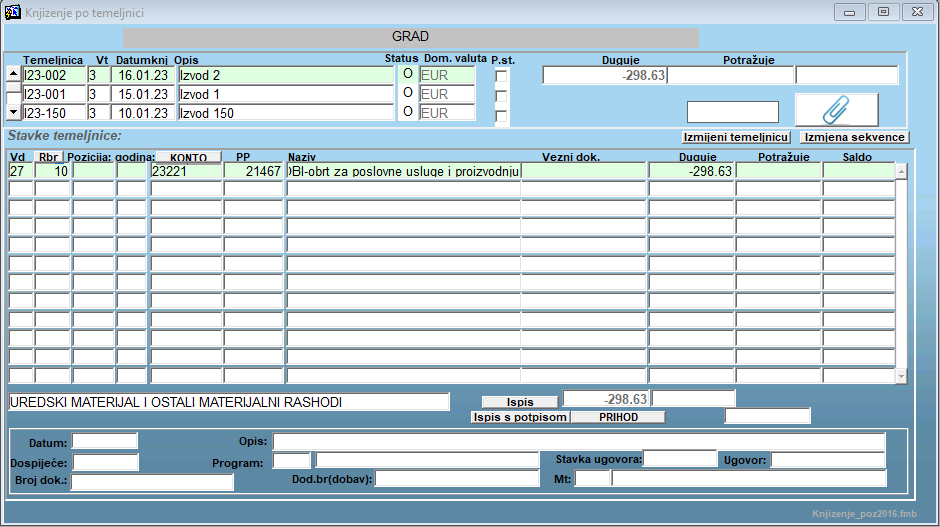 Knjizenje po temeljnici
GRAD
Temeljnica Vt Datumknj Opis Status Dom. valuta P.st. Duguje Potražuje
I23-002 3 16.01.23 Izvod 2 O EUR -298.63
I23-001 3 15.01.23 Izvod 1 O EUR
I23-150 3 10.01.23 Izvod 150 O EUR
Stavke temeljnice: Izmijeni temeljnicu Izmjena sekvence
Vd Rbr Pozicija: godina: KONTO PP Naziv Vezni dok. Duguje Potražuje Saldo
27 10 23221 21467 OBI-obrt za poslovne usluge i proizvodnju -298.63
UREDSKI MATERIJAL I OSTALI MATERIJALNI RASHODI Ispis -298.63
Ispis s potpisom PRIHOD
Datum: Opis:
Dospijeće: Program: Stavka ugovora: Ugovor:
Broj dok.: Dod.br(dobav): Mt:
Knjizenje_poz2016.fmb